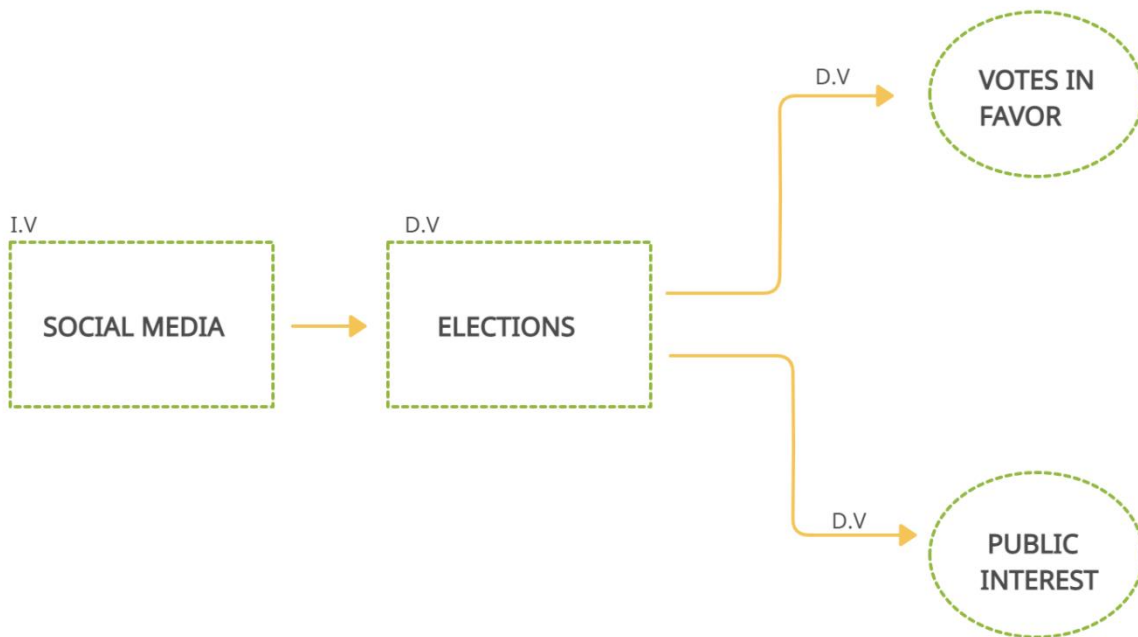 I.V
SOCIAL MEDIA
D.V
ELECTIONS
D.V
VOTES IN
FAVOR
D.V
PUBLIC
INTEREST